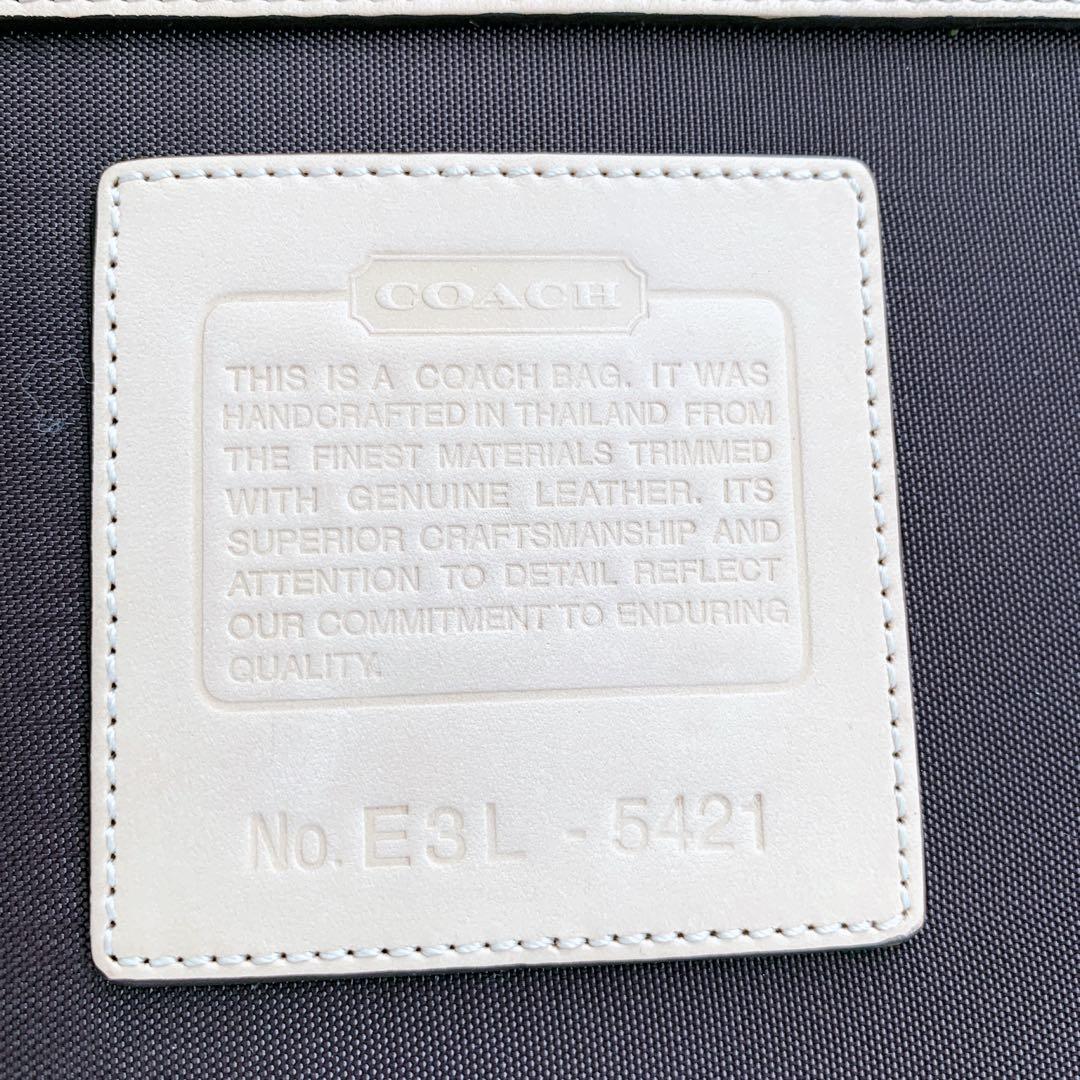 COACH
THIS IS A COACH BAG. IT WAS
HANDCRAFTED IN THAILAND FROM
THE FINEST MATERIALS TRIMMED
WITH GENUINE LEATHER. ITS
SUPERIOR CRAFTSMANSHIP AND
ATTENTION TO DETAIL REFLECT
OUR COMMITMENT TO ENDURING
QUALITY.
No. E3L - 5421